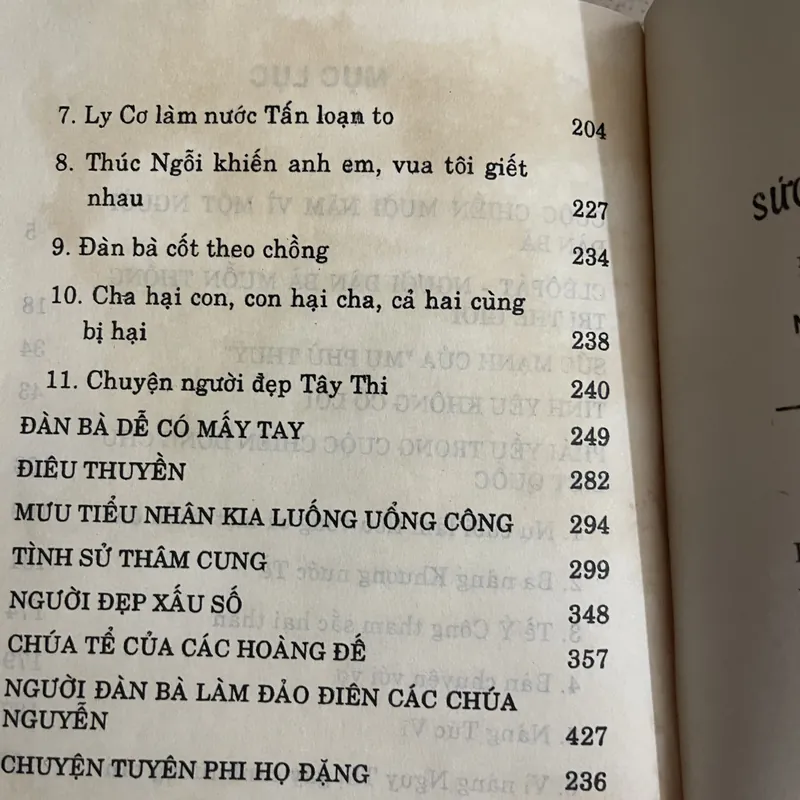 7. Ly Cơ làm nước Tấn loạn to 204
8. Thúc Ngỗi khiến anh em, vua tôi giết
nhau 227
9. Đàn bà cốt theo chồng 234
10. Cha hại con, con hại cha, cả hai cùng
bị hại 238
11. Chuyện người đẹp Tây Thi 240
ĐÀN BÀ DỄ CÓ MẤY TAY 249
ĐIÊU THUYỀN 282
MƯU TIỂU NHÂN KIA LUỐNG UỔNG CÔNG 294
TÌNH SỬ THÂM CUNG 299
NGƯỜI ĐẸP XẤU SỐ 348
CHÚA TỂ CỦA CÁC HOÀNG ĐẾ 357
NGƯỜI ĐÀN BÀ LÀM ĐẢO ĐIÊN CÁC CHÚA
NGUYỄN 427
CHUYỆN TUYÊN PHI HỌ ĐẶNG 236
SỨC